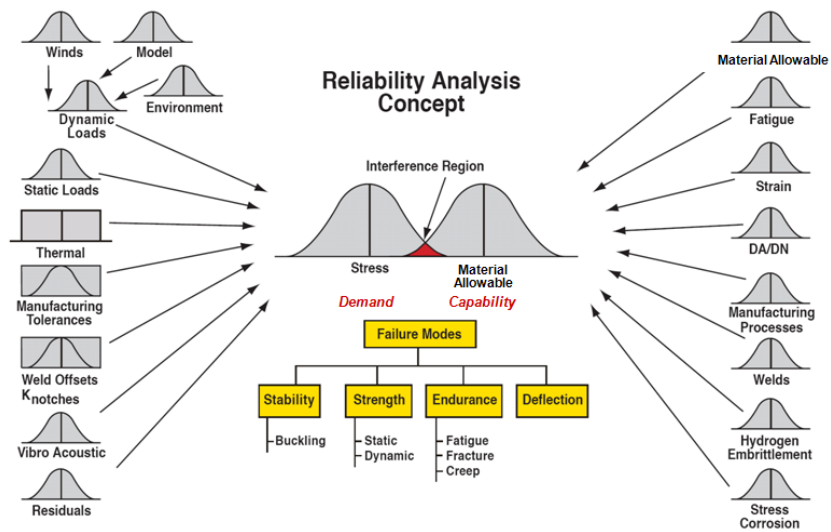 Winds
Model
Environment
Dynamic
Loads
Static Loads
Thermal
Manufacturing
Tolerances
Weld Offsets
Knotches
Vibro Acoustic
Residuals
Reliability Analysis
Concept
Interference Region
Stress
Material
Allowable
Demand
Capability
Failure Modes
Stability
Strength
Endurance
Deflection
Buckling
Static
Dynamic
Fatigue
Fracture
Creep
Material Allowable
Fatigue
Strain
DA/DN
Manufacturing
Processes
Welds
Hydrogen
Embrittlement
Stress
Corrosion